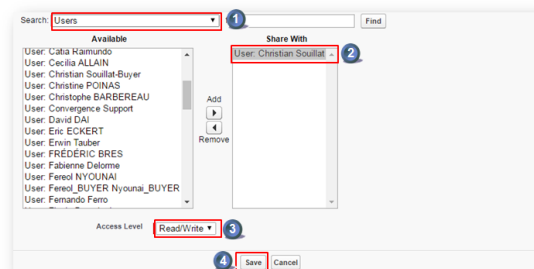 Search: Users 1 Find
Available
Share With
User: Catia Raimundo
User: Cecilia ALLAIN
User: Christian Souillat-Buyer
User: Christine POINAS
User: Christophe BARBEREAU
User: Convergence Support
User: David DAI
User: Eric ECKERT
User: Erwin Tauber
User: FRÉDÉRIC BRES
User: Fabienne Delorme
User: Fereol NYOUNAI
User: Fereol_BUYER Nyounai_BUYER
User: Fernando Ferro
Add
Remove
User: Christian Souillat 2
Access Level Read/Write 3
4 Save Cancel